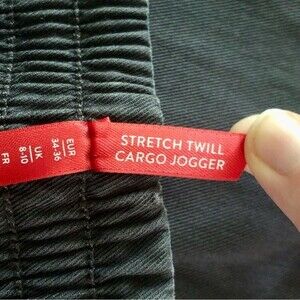 STRETCH TWILL
CARGO JOGGER
EUR
34-36
UK
8-10
FR